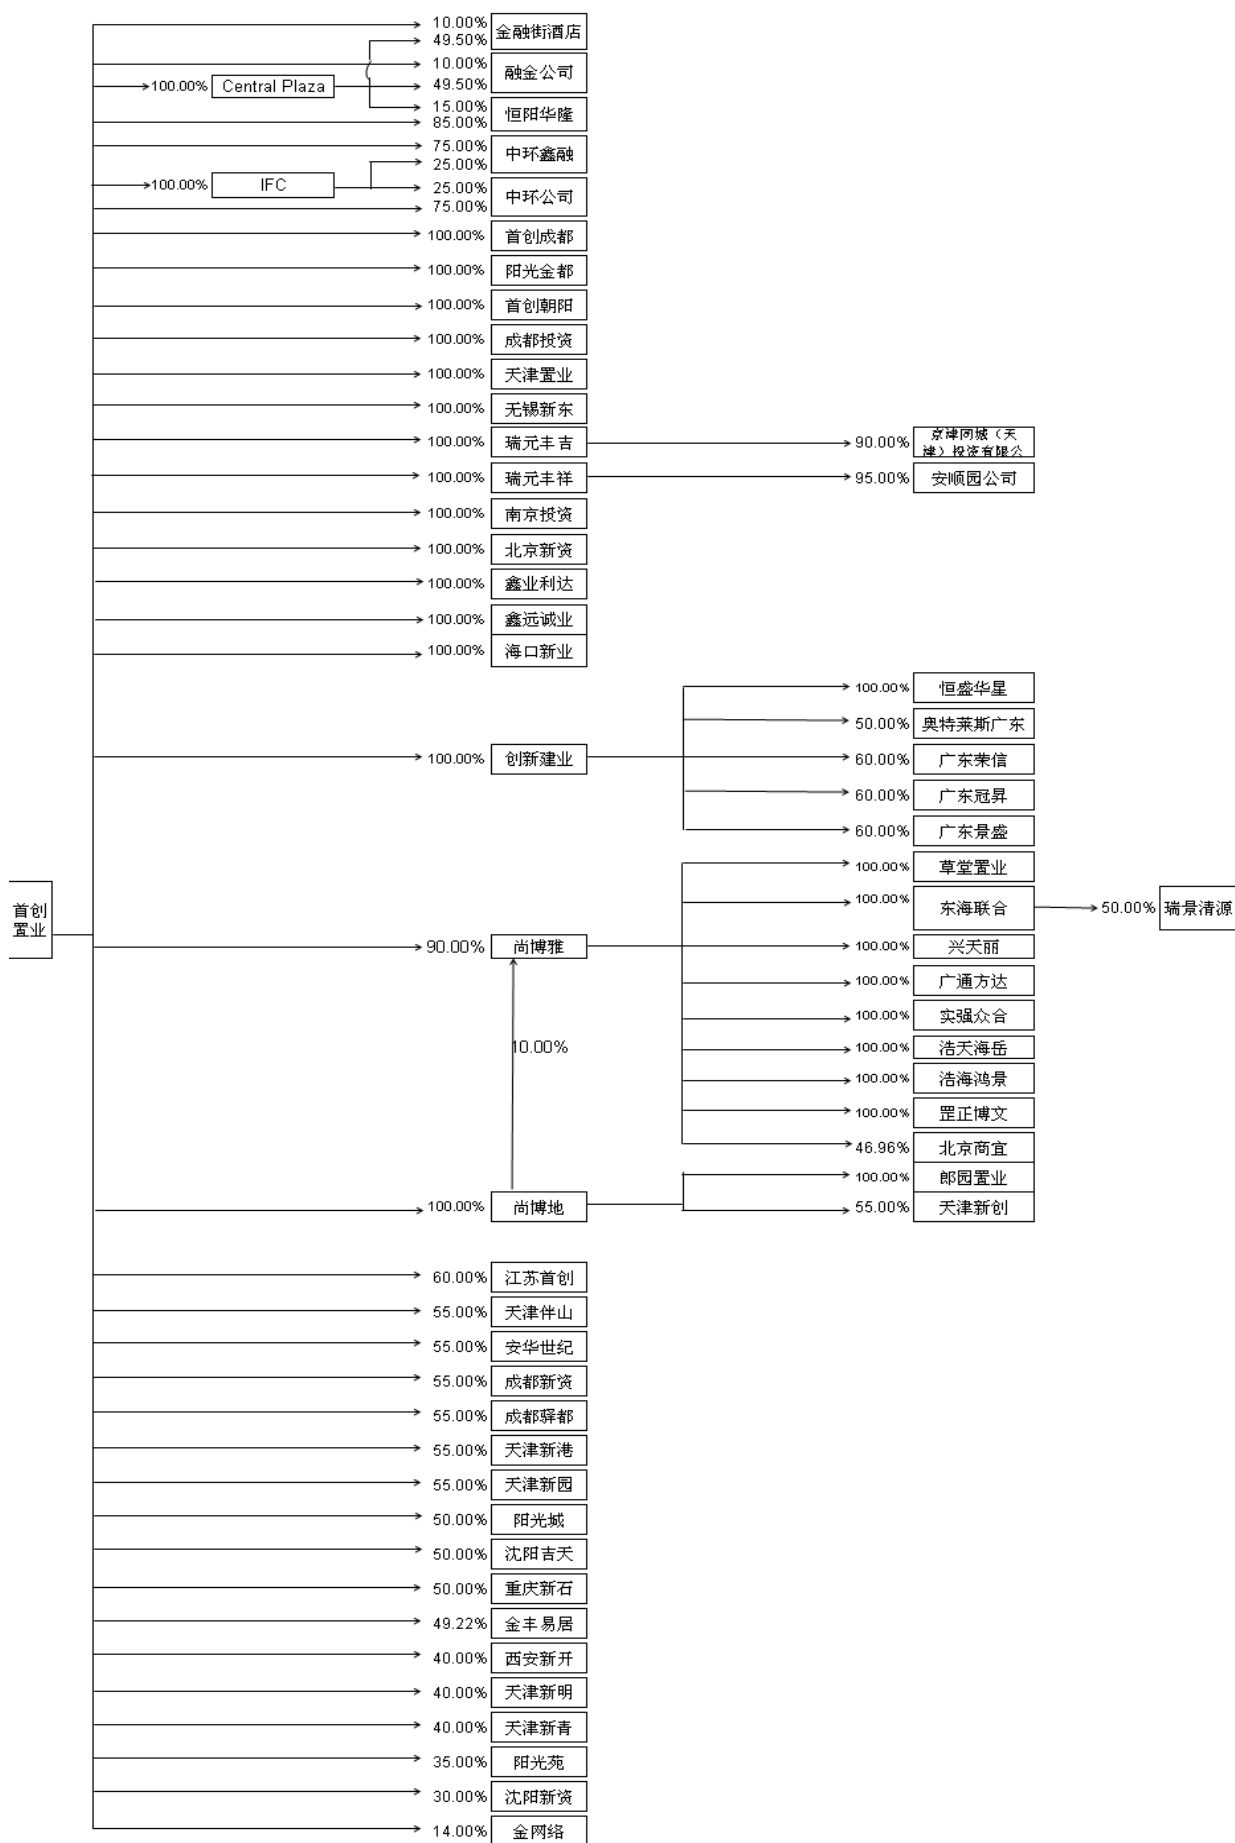 10.00%
49.50%
金融街酒店
10.00%
49.50%
融金公司
100.00%
Central Plaza
15.00%
85.00%
恒阳华隆
75.00%
25.00%
中环鑫融
100.00%
IFC
25.00%
75.00%
中环公司
100.00% 首创成都
100.00% 阳光金都
100.00% 首创朝阳
100.00% 成都投资
100.00% 天津置业
100.00% 无锡新东
100.00% 瑞元丰吉
90.00%
京津同城（天
津）投资有限公
100.00% 瑞元丰祥
95.00% 安顺园公司
100.00% 南京投资
100.00% 北京新资
100.00% 鑫业利达
100.00% 鑫远诚业
100.00% 海口新业
100.00% 恒盛华星
50.00% 奥特莱斯广东
100.00% 创新建业
60.00% 广东荣信
60.00% 广东冠昇
60.00% 广东景盛
100.00% 草堂置业
首创
置业
100.00% 东海联合
50.00% 瑞景清源
90.00% 尚博雅
100.00% 兴天丽
100.00% 广通方达
100.00% 实强众合
10.00%
100.00% 浩天海岳
100.00% 浩海鸿景
100.00% 罡正博文
46.96% 北京商宜
100.00% 郎园置业
100.00% 尚博地
55.00% 天津新创
60.00% 江苏首创
55.00% 天津伴山
55.00% 安华世纪
55.00% 成都新资
55.00% 成都驿都
55.00% 天津新港
55.00% 天津新园
50.00% 阳光城
50.00% 沈阳吉天
50.00% 重庆新石
49.22% 金丰易居
40.00% 西安新开
40.00% 天津新明
40.00% 天津新青
35.00% 阳光苑
30.00% 沈阳新资
14.00% 金网络